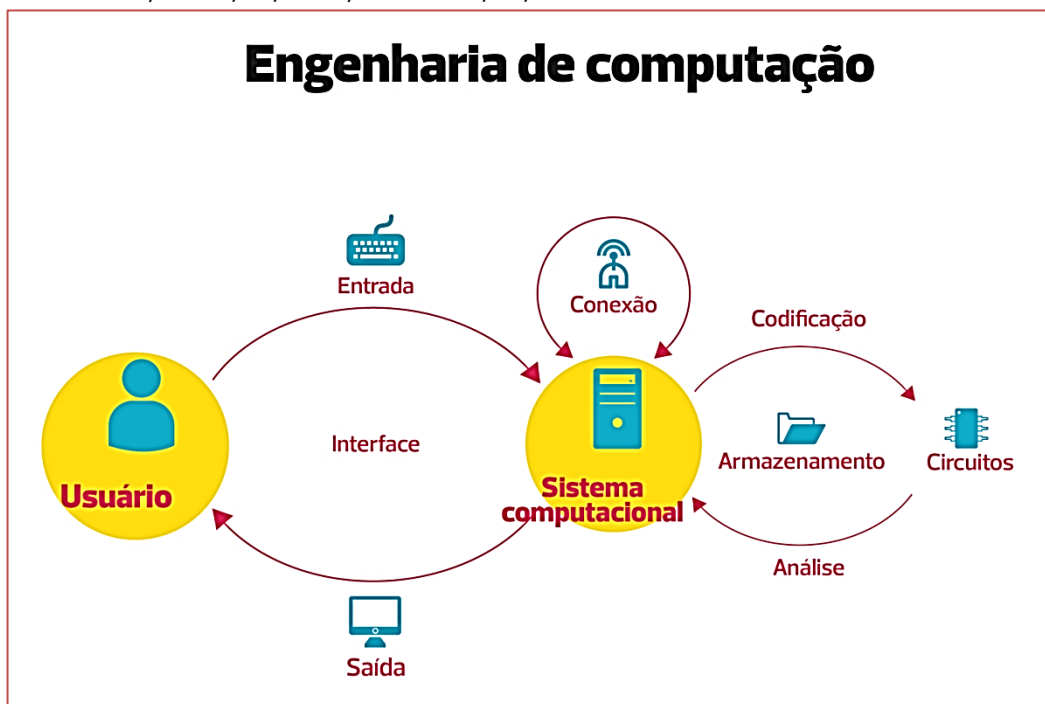 Engenharia de computação
Entrada
Conexão
Codificação
Interface
Usuário
Sistema
computacional
Armazenamento
Circuitos
Análise
Saída